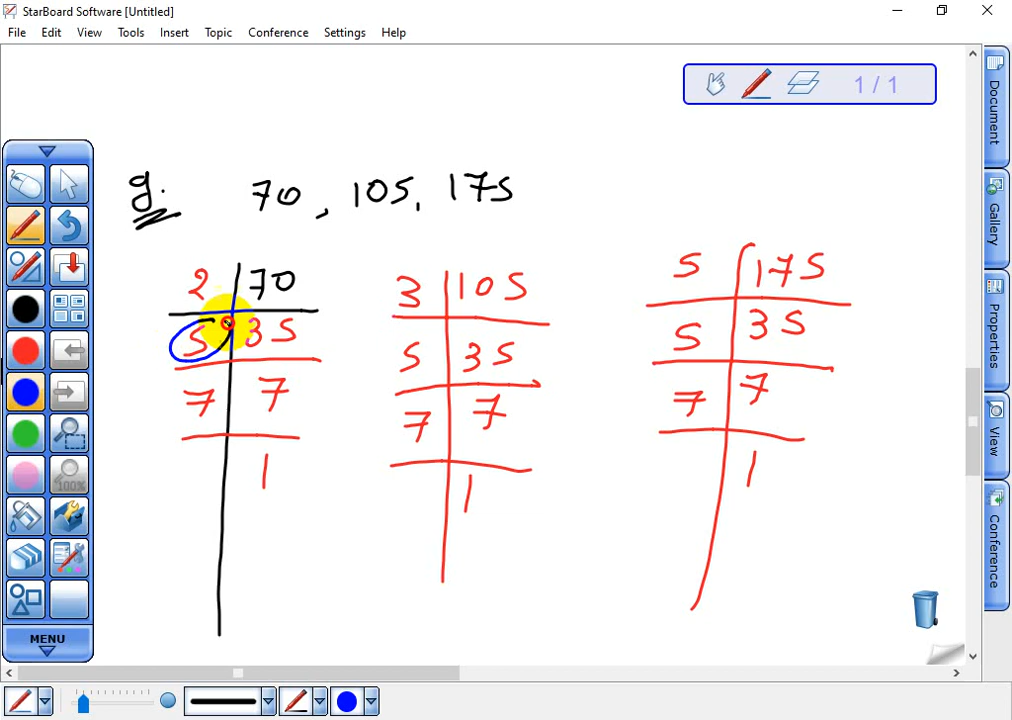 StarBoard Software [Untitled]
File Edit View Tools Insert Topic Conference Settings Help
1 / 1
Document
Gallery
Properties
View
Conference
g. 70, 105, 175
2 70
5 35
7 7
1
3 105
5 35
7 7
1
5 175
5 35
7 7
1
100%
MENU